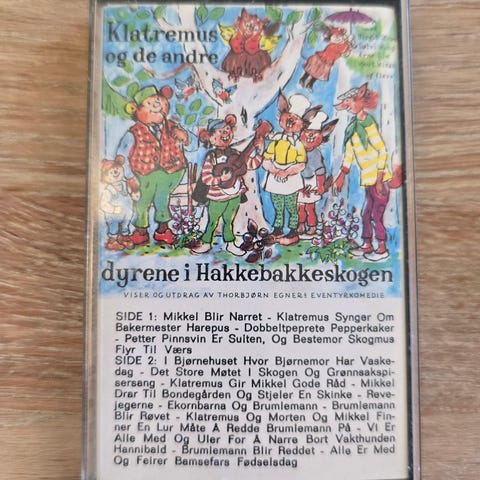 Klatremus
og de andre
dyrene i Hakkebakkeskogen
VISER OG UTDRAG AV THORBJØRN EGNERS EVENTYRKOMEDIE
SIDE 1: Mikkel Blir Narret - Klatremus Synger Om
Bakermester Harepus - Dobbeltpeprete Pepperkaker
- Petter Pinnsvin Er Sulten, Og Bestemor Skogmus
Flyr Til Værs
SIDE 2: I Bjørnehuset Hvor Bjørnemor Har Vaske-
dag - Det Store Møtet I Skogen Og Grønnsakspi-
sersang - Klatremus Gir Mikkel Gode Råd - Mikkel
Drar Til Bondegården Og Stjeler En Skinke - Reve-
jegerne - Ekornbarna Og Brumlemann - Brumlemann
Blir Røvet - Klatremus Og Morten Og Mikkel Fin-
ner En Lur Måte Å Redde Brumlemann På - Vi Er
Alle Med Og Uler For Å Narre Bort Vakthunden
Hannibald - Brumlemann Blir Reddet - Alle Er Med
Og Feirer Bamsefars Fødselsdag